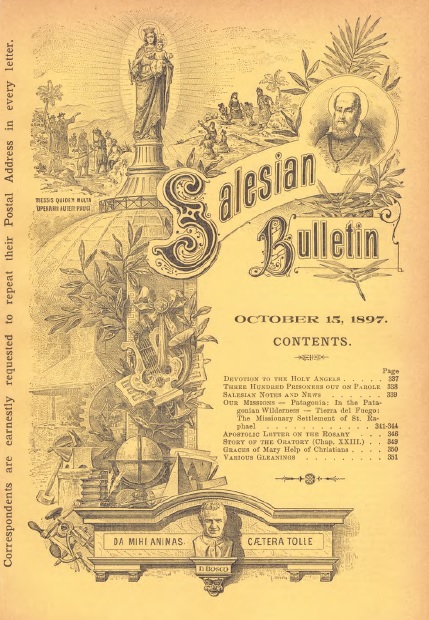 Correspondents are earnestly requested to repeat their Postal Address in every letter.
MESSIS QUIDEM MULTA
OPERARII AUTEM PAUCI
Salesian
Bulletin
OCTOBER 15, 1897.
CONTENTS.
Page
DEVOTION TO THE HOLY ANGELS . . . . . 337
THREE HUNDRED PRISONERS OUT ON PAROLE 338
SALESIAN NOTES AND NEWS . . . . . 339
OUR MISSIONS — Patagonia: In the Pata-
gonian Wilderness — Tierra del Fuego:
The Missionary Settlement of St. Ra-
phael . . . . . . . . . . . 341-344
APOSTOLIC LETTER ON THE ROSARY . . . 346
STORY OF THE ORATORY (Chap. XXIII.) . . 349
GRACES of Mary Help of Christians . . . . 350
VARIOUS GLEANINGS . . . . . . . . 351
DA MIHI ANIMAS.
CÆTERA TOLLE
D. BOSCO